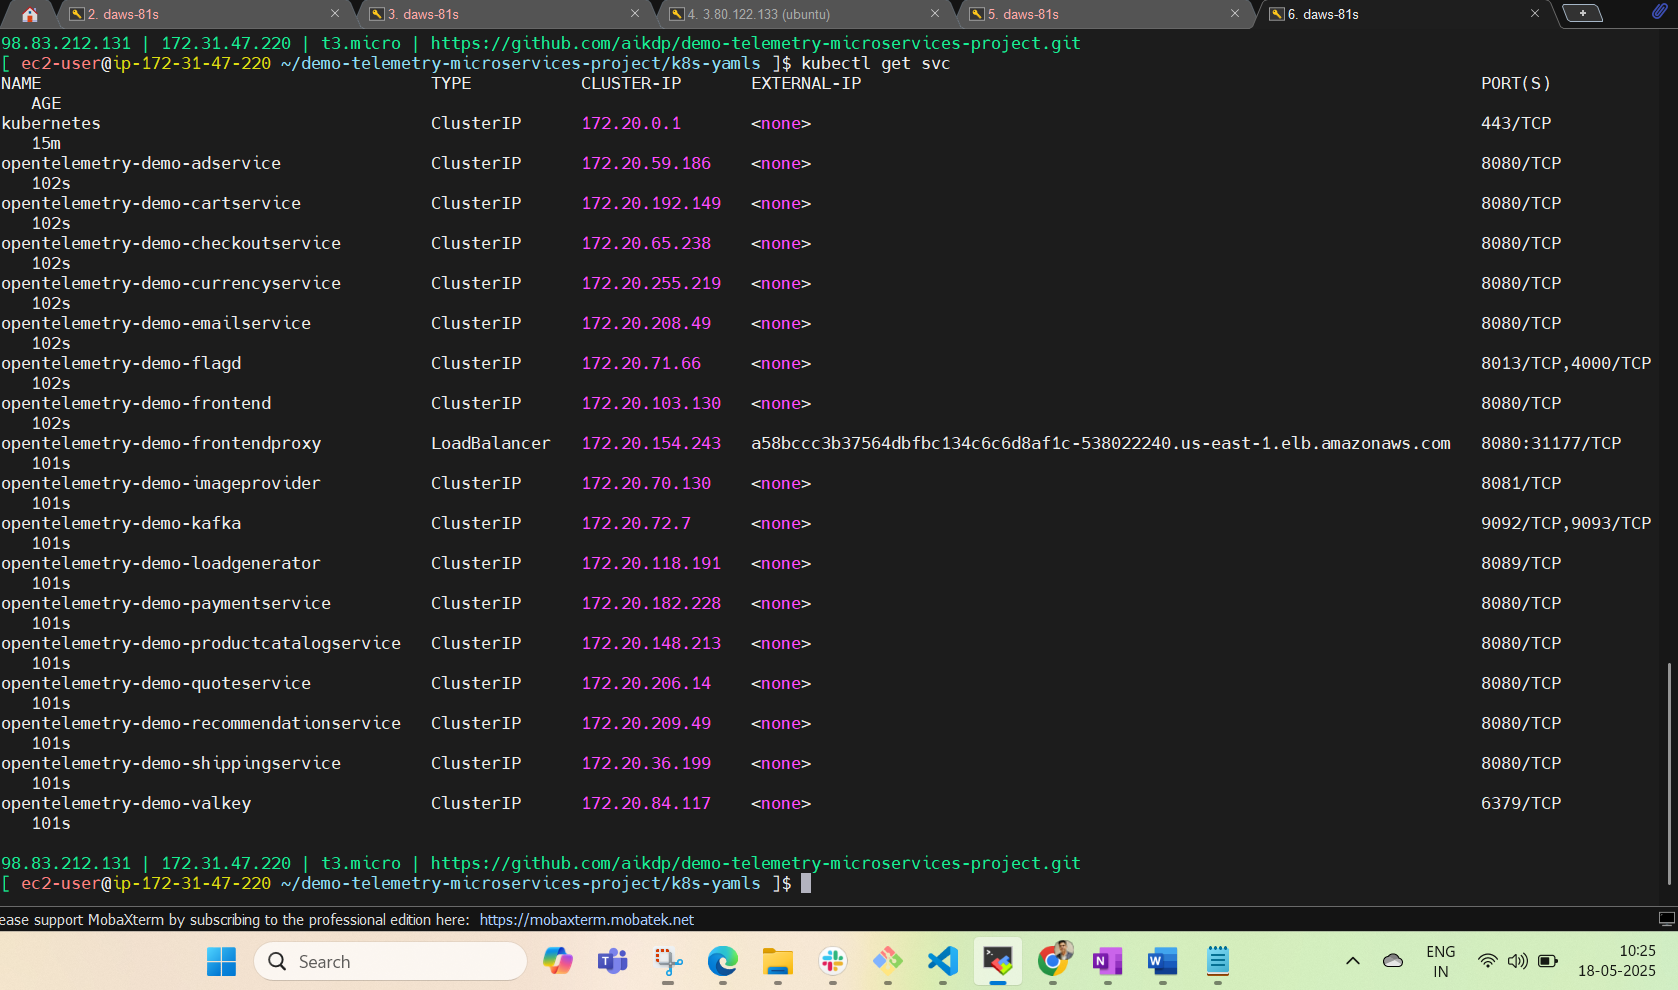 2. daws-81s 3. daws-81s 4. 3.80.122.133 (ubuntu) 5. daws-81s 6. daws-81s
98.83.212.131 | 172.31.47.220 | t3.micro | https://github.com/aikdp/demo-telemetry-microservices-project.git
[ ec2-user@ip-172-31-47-220 ~/demo-telemetry-microservices-project/k8s-yamls ]$ kubectl get svc
NAME TYPE CLUSTER-IP EXTERNAL-IP PORT(S)
AGE
kubernetes ClusterIP 172.20.0.1 <none> 443/TCP
15m
opentelemetry-demo-adservice ClusterIP 172.20.59.186 <none> 8080/TCP
102s
opentelemetry-demo-cartservice ClusterIP 172.20.192.149 <none> 8080/TCP
102s
opentelemetry-demo-checkoutservice ClusterIP 172.20.65.238 <none> 8080/TCP
102s
opentelemetry-demo-currencyservice ClusterIP 172.20.255.219 <none> 8080/TCP
102s
opentelemetry-demo-emailservice ClusterIP 172.20.208.49 <none> 8080/TCP
102s
opentelemetry-demo-flagd ClusterIP 172.20.71.66 <none> 8013/TCP,4000/TCP
102s
opentelemetry-demo-frontend ClusterIP 172.20.103.130 <none> 8080/TCP
102s
opentelemetry-demo-frontendproxy LoadBalancer 172.20.154.243 a58bccc3b37564dbfbc134c6c6d8af1c-538022240.us-east-1.elb.amazonaws.com 8080:31177/TCP
101s
opentelemetry-demo-imageprovider ClusterIP 172.20.70.130 <none> 8081/TCP
101s
opentelemetry-demo-kafka ClusterIP 172.20.72.7 <none> 9092/TCP,9093/TCP
101s
opentelemetry-demo-loadgenerator ClusterIP 172.20.118.191 <none> 8089/TCP
101s
opentelemetry-demo-paymentservice ClusterIP 172.20.182.228 <none> 8080/TCP
101s
opentelemetry-demo-productcatalogservice ClusterIP 172.20.148.213 <none> 8080/TCP
101s
opentelemetry-demo-quoteservice ClusterIP 172.20.206.14 <none> 8080/TCP
101s
opentelemetry-demo-recommendationservice ClusterIP 172.20.209.49 <none> 8080/TCP
101s
opentelemetry-demo-shippingservice ClusterIP 172.20.36.199 <none> 8080/TCP
101s
opentelemetry-demo-valkey ClusterIP 172.20.84.117 <none> 6379/TCP
101s
98.83.212.131 | 172.31.47.220 | t3.micro | https://github.com/aikdp/demo-telemetry-microservices-project.git
[ ec2-user@ip-172-31-47-220 ~/demo-telemetry-microservices-project/k8s-yamls ]$
ease support MobaXterm by subscribing to the professional edition here: https://mobaxterm.mobatek.net
Search
ENG
IN
10:25
18-05-2025